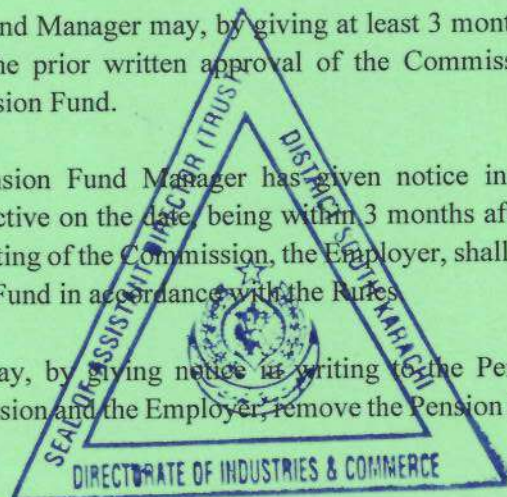 nd Manager may, by giving at least 3 mont
ne prior written approval of the Commiss
sion Fund.
nsion Fund Manager has given notice in
ctive on the date, being within 3 months af
ting of the Commission, the Employer, shall
Fund in accordance with the Rules
ay, by giving notice in writing to the Pe
sion and the Employer, remove the Pension
SEAL OF ASSISTANT DIRECTOR (TRUST)
DISTRICT SOUTH KARACHI
DIRECTORATE OF INDUSTRIES & COMMERCE